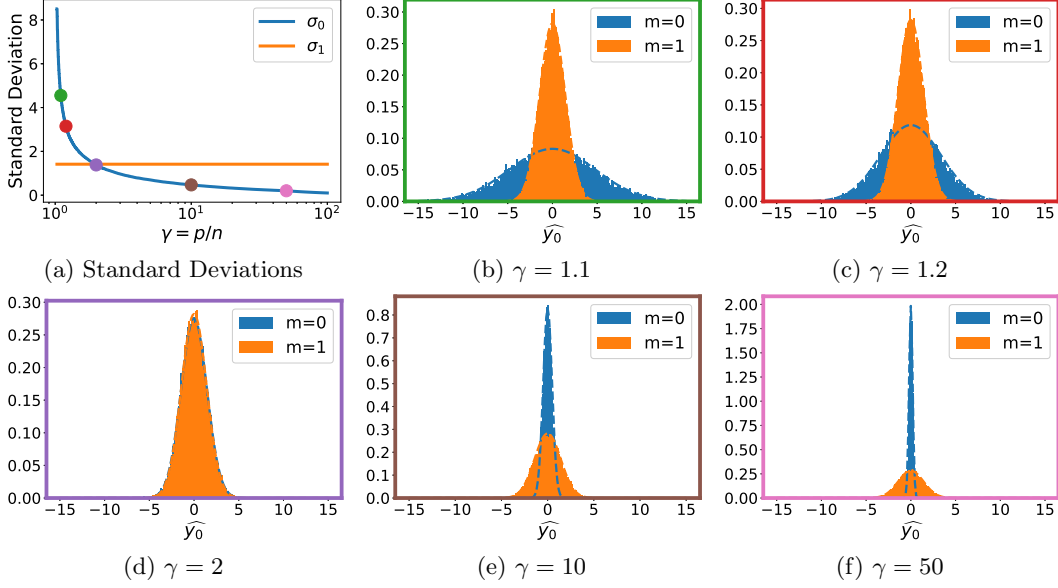 8
6
4
2
0
Standard Deviation
σ₀
σ₁
10⁰ 10¹ 10²
γ = p/n
(a) Standard Deviations
0.30
0.25
0.20
0.15
0.10
0.05
0.00
m=0
m=1
−15 −10 −5 0 5 10 15
ŷ₀
(b) γ = 1.1
0.30
0.25
0.20
0.15
0.10
0.05
0.00
m=0
m=1
−15 −10 −5 0 5 10 15
ŷ₀
(c) γ = 1.2
0.30
0.25
0.20
0.15
0.10
0.05
0.00
m=0
m=1
−15 −10 −5 0 5 10 15
ŷ₀
(d) γ = 2
0.8
0.7
0.6
0.5
0.4
0.3
0.2
0.1
0.0
m=0
m=1
−15 −10 −5 0 5 10 15
ŷ₀
(e) γ = 10
2.00
1.75
1.50
1.25
1.00
0.75
0.50
0.25
0.00
m=0
m=1
−15 −10 −5 0 5 10 15
ŷ₀
(f) γ = 50